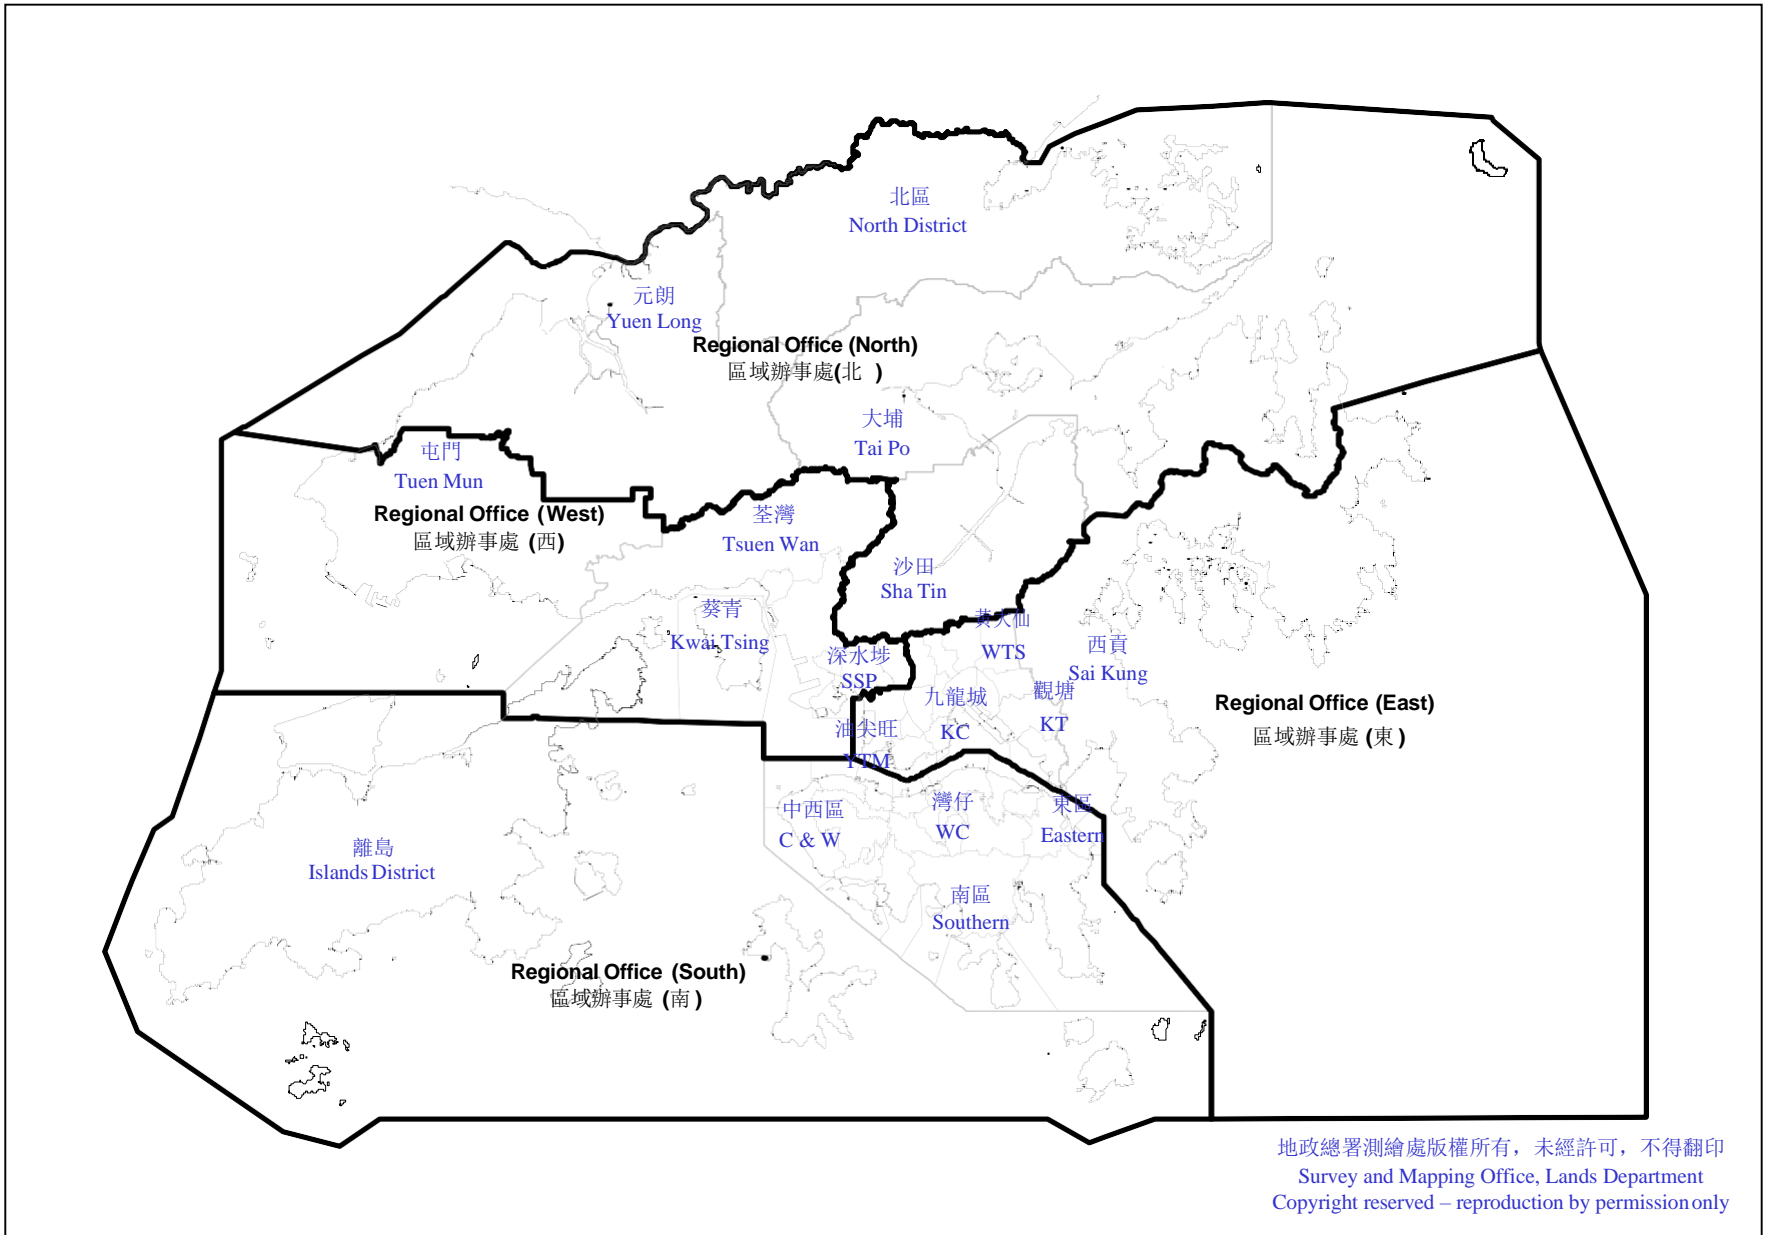 北區
North District
元朗
Yuen Long
Regional Office (North)
區域辦事處(北 )
大埔
Tai Po
屯門
Tuen Mun
Regional Office (West)
區域辦事處 (西)
荃灣
Tsuen Wan
沙田
Sha Tin
葵青
Kwai Tsing
黃大仙
WTS
深水埗
SSP
西貢
Sai Kung
九龍城
KC
觀塘
KT
Regional Office (East)
區域辦事處 (東 )
油尖旺
YTM
中西區
C & W
灣仔
WC
東區
Eastern
離島
Islands District
南區
Southern
Regional Office (South)
區域辦事處 (南 )
地政總署測繪處版權所有，未經許可，不得翻印
Survey and Mapping Office, Lands Department
Copyright reserved – reproduction by permission only